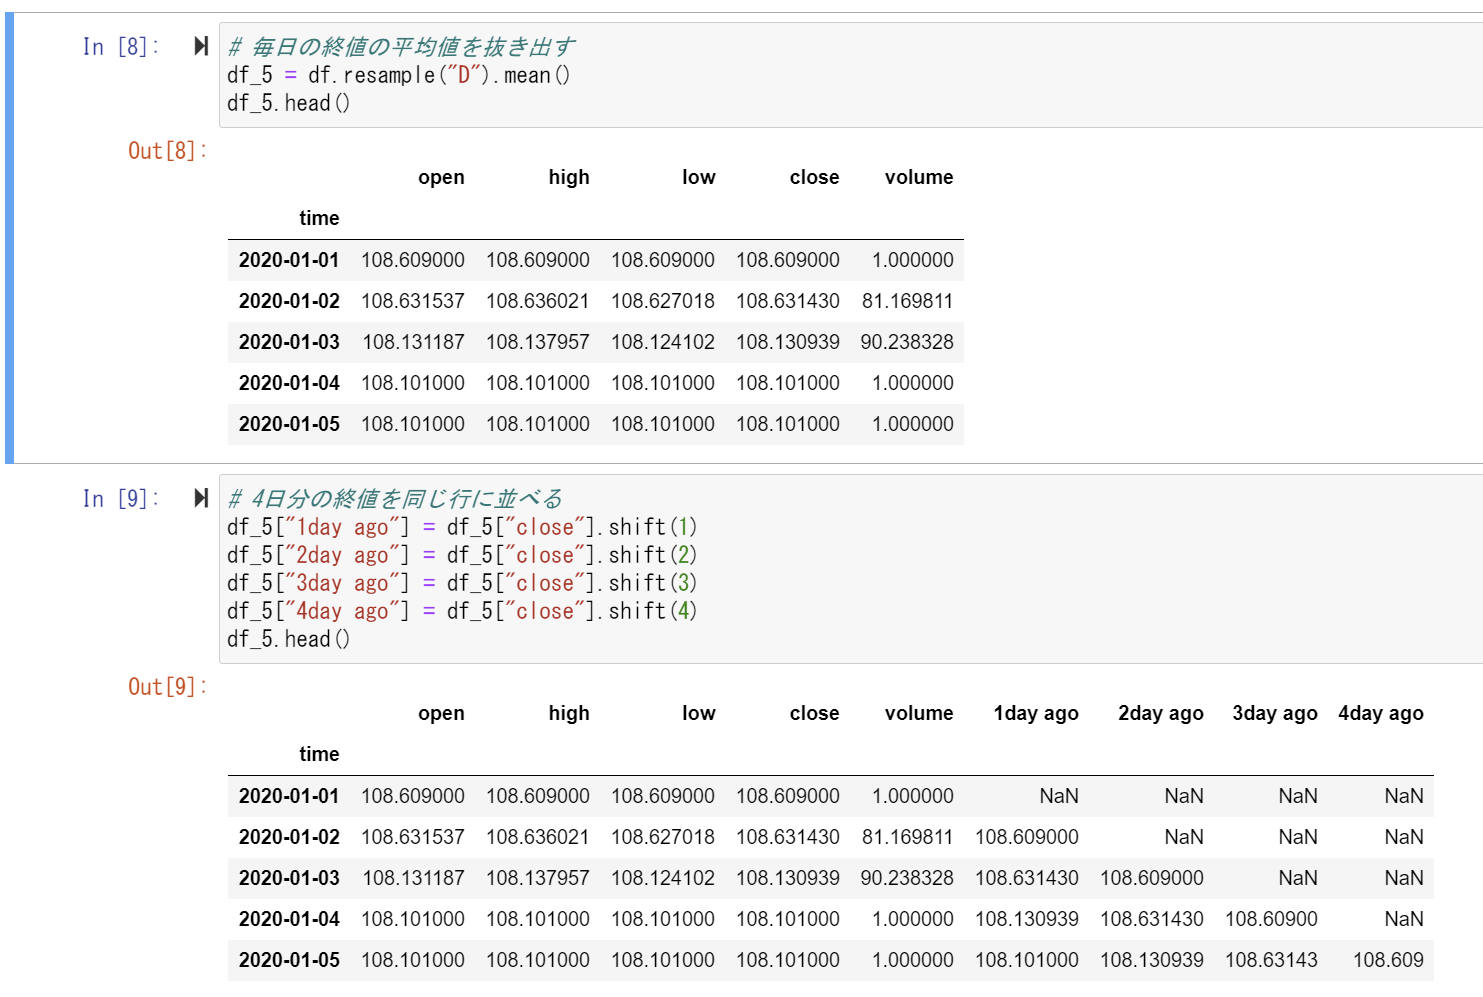 In [8]:
# 毎日の終値の平均値を抜き出す
df_5 = df.resample("D").mean()
df_5.head()
Out[8]:
open high low close volume
time
2020-01-01 108.609000 108.609000 108.609000 108.609000 1.000000
2020-01-02 108.631537 108.636021 108.627018 108.631430 81.169811
2020-01-03 108.131187 108.137957 108.124102 108.130939 90.238328
2020-01-04 108.101000 108.101000 108.101000 108.101000 1.000000
2020-01-05 108.101000 108.101000 108.101000 108.101000 1.000000
In [9]:
# 4日分の終値を同じ行に並べる
df_5["1day ago"] = df_5["close"].shift(1)
df_5["2day ago"] = df_5["close"].shift(2)
df_5["3day ago"] = df_5["close"].shift(3)
df_5["4day ago"] = df_5["close"].shift(4)
df_5.head()
Out[9]:
open high low close volume 1day ago 2day ago 3day ago 4day ago
time
2020-01-01 108.609000 108.609000 108.609000 108.609000 1.000000 NaN NaN NaN NaN
2020-01-02 108.631537 108.636021 108.627018 108.631430 81.169811 108.609000 NaN NaN NaN
2020-01-03 108.131187 108.137957 108.124102 108.130939 90.238328 108.631430 108.609000 NaN NaN
2020-01-04 108.101000 108.101000 108.101000 108.101000 1.000000 108.130939 108.631430 108.60900 NaN
2020-01-05 108.101000 108.101000 108.101000 108.101000 1.000000 108.101000 108.130939 108.63143 108.609